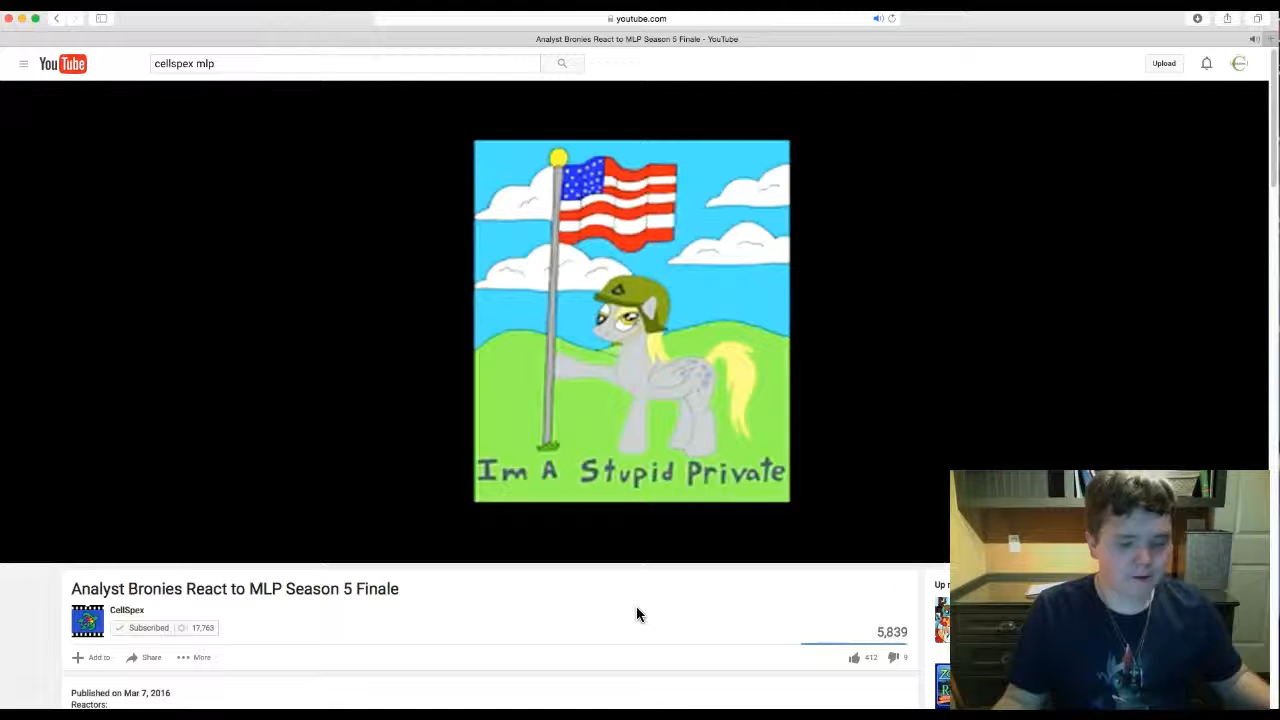 youtube.com
Analyst Bronies React to MLP Season 5 Finale - YouTube
YouTube
cellspex mlp
Upload
Im A Stupid Private
Analyst Bronies React to MLP Season 5 Finale
CellSpex
Subscribed 17,763
5,839
Add to Share More 412 9
Up n
Published on Mar 7, 2016
Reactors: